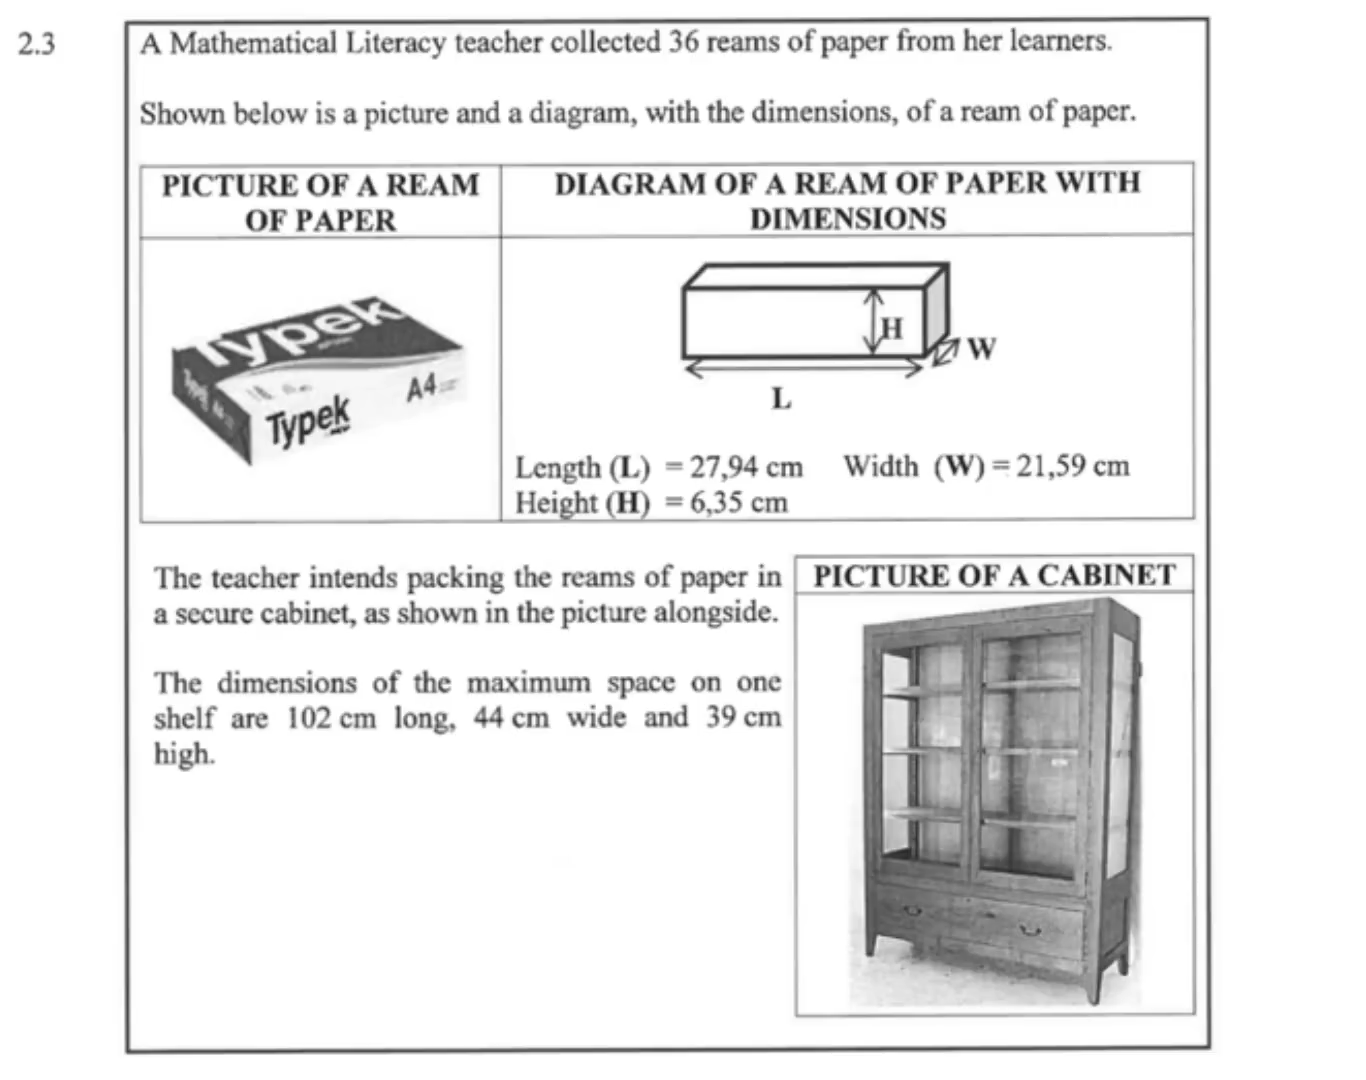 2.3
A Mathematical Literacy teacher collected 36 reams of paper from her learners.
Shown below is a picture and a diagram, with the dimensions, of a ream of paper.
PICTURE OF A REAM
OF PAPER
DIAGRAM OF A REAM OF PAPER WITH
DIMENSIONS
Typek
Typek
Typek
A4
H
W
L
Length (L) = 27,94 cm Width (W) = 21,59 cm
Height (H) = 6,35 cm
The teacher intends packing the reams of paper in
a secure cabinet, as shown in the picture alongside.
The dimensions of the maximum space on one
shelf are 102 cm long, 44 cm wide and 39 cm
high.
PICTURE OF A CABINET